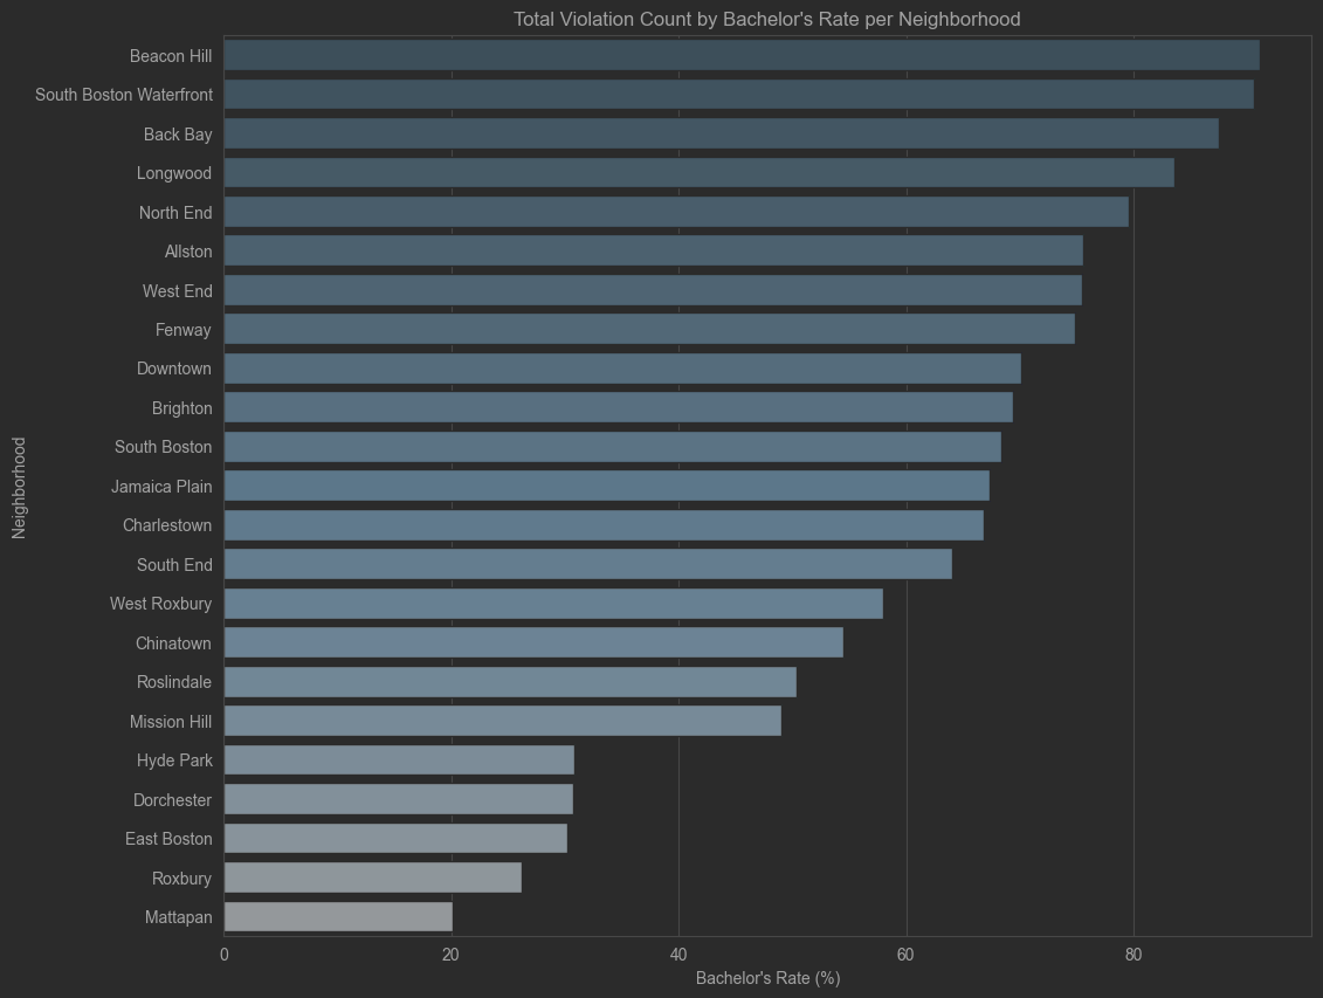 Total Violation Count by Bachelor's Rate per Neighborhood
Beacon Hill
South Boston Waterfront
Back Bay
Longwood
North End
Allston
West End
Fenway
Downtown
Brighton
South Boston
Jamaica Plain
Charlestown
South End
West Roxbury
Chinatown
Roslindale
Mission Hill
Hyde Park
Dorchester
East Boston
Roxbury
Mattapan
Neighborhood
0 20 40 60 80
Bachelor's Rate (%)